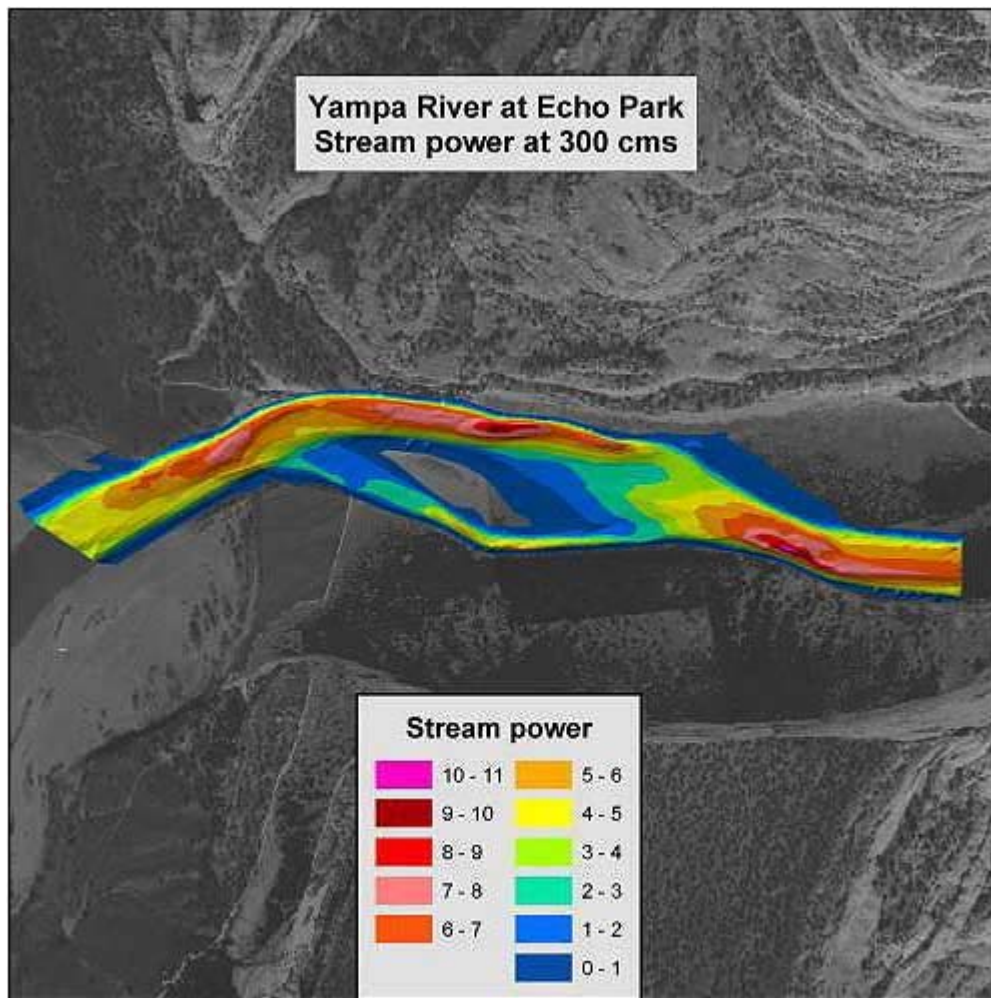 Yampa River at Echo Park
Stream power at 300 cms
Stream power
10 - 11
9 - 10
8 - 9
7 - 8
6 - 7
5 - 6
4 - 5
3 - 4
2 - 3
1 - 2
0 - 1